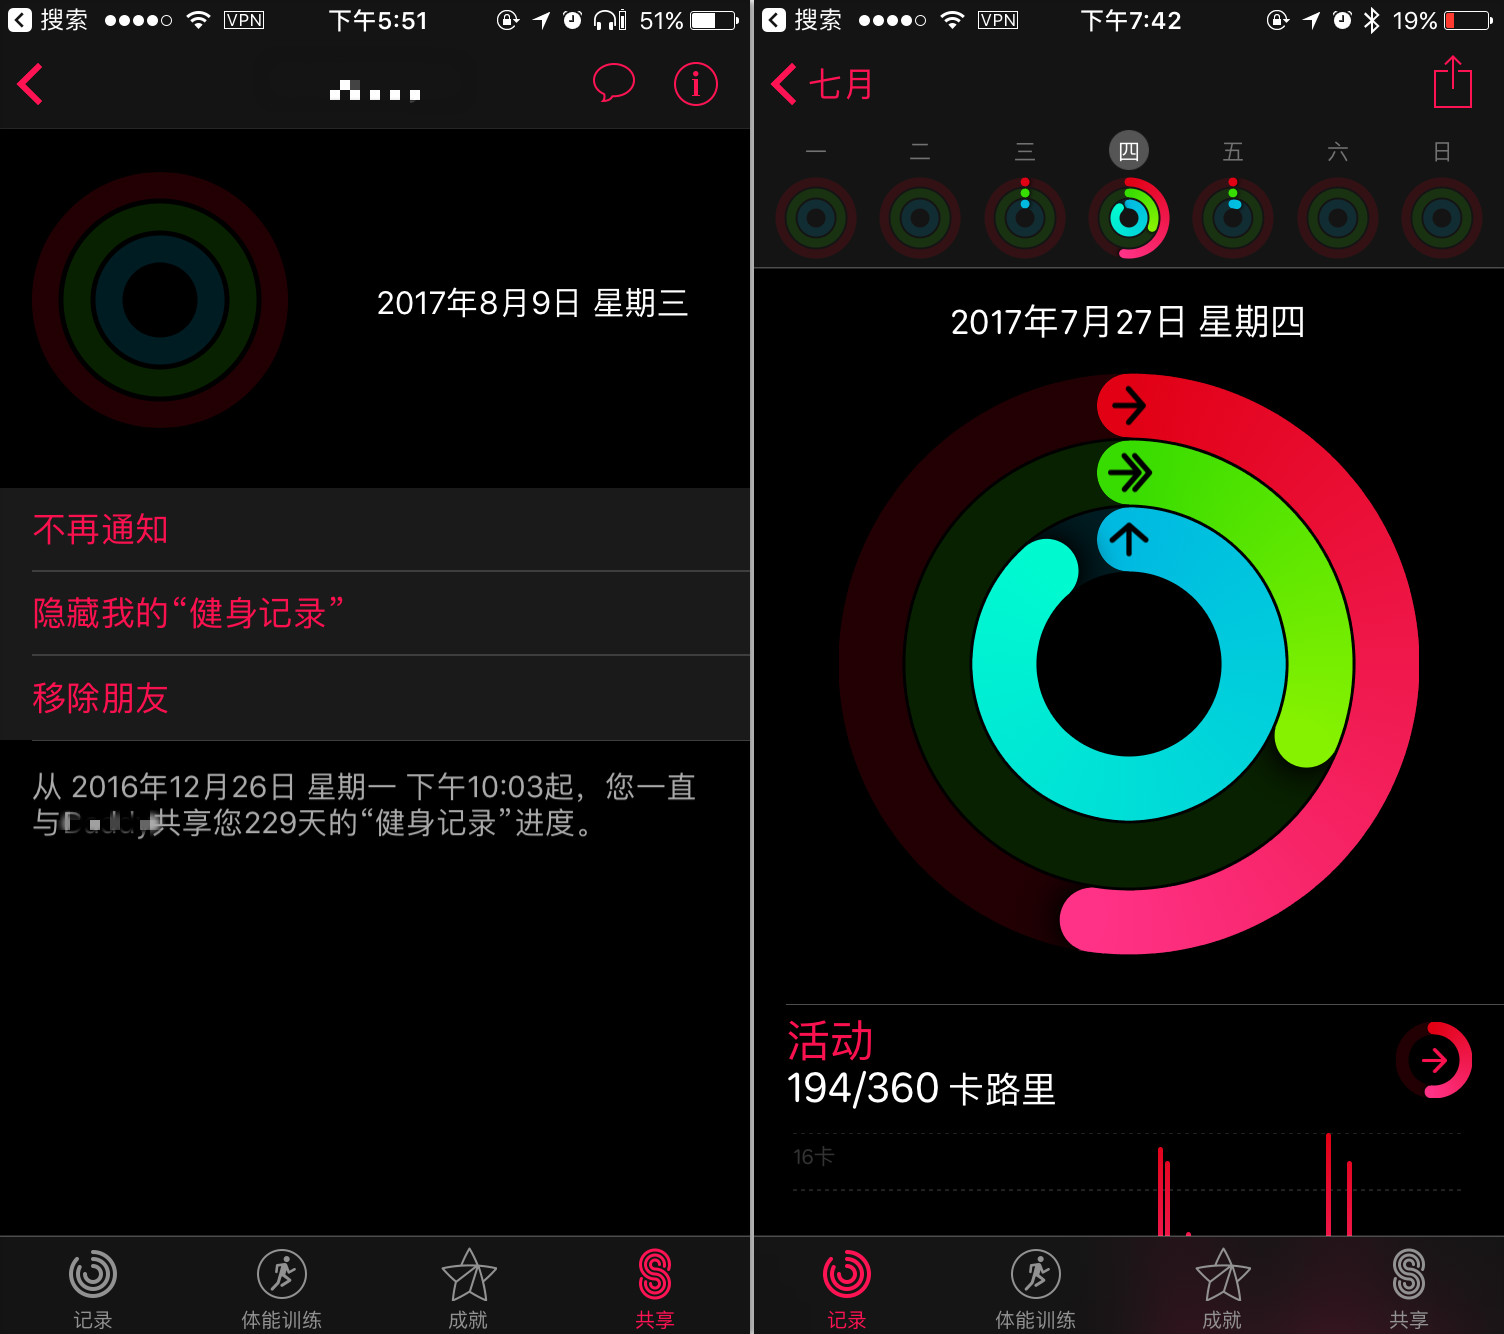 搜索 VPN 下午5:51 51%
2017年8月9日 星期三
不再通知
隐藏我的“健身记录”
移除朋友
从 2016年12月26日 星期一 下午10:03起，您一直
与 共享您229天的“健身记录”进度。
记录 体能训练 成就 共享
搜索 VPN 下午7:42 19%
七月
一 二 三 四 五 六 日
2017年7月27日 星期四
活动
194/360 卡路里
16卡
记录 体能训练 成就 共享